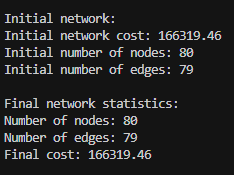 Initial network:
Initial network cost: 166319.46
Initial number of nodes: 80
Initial number of edges: 79

Final network statistics:
Number of nodes: 80
Number of edges: 79
Final cost: 166319.46